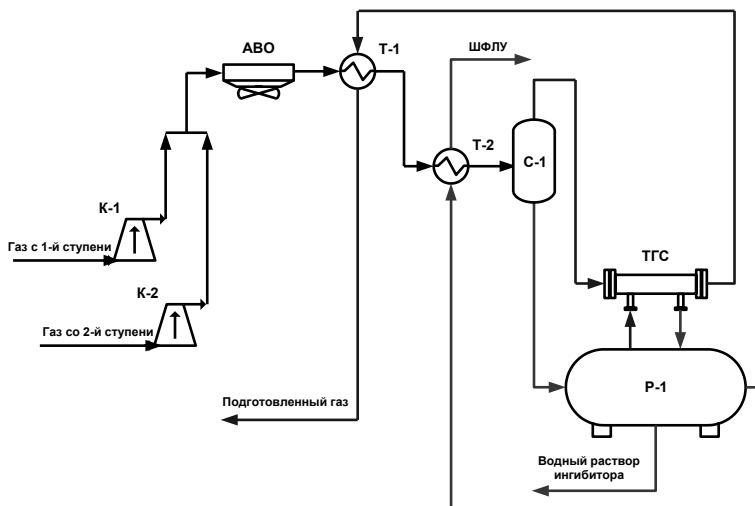 ШФЛУ
АВО
Т-1
Т-2
С-1
К-1
Газ с 1-й ступени
ТГС
К-2
Газ со 2-й ступени
Р-1
Подготовленный газ
Водный раствор
ингибитора